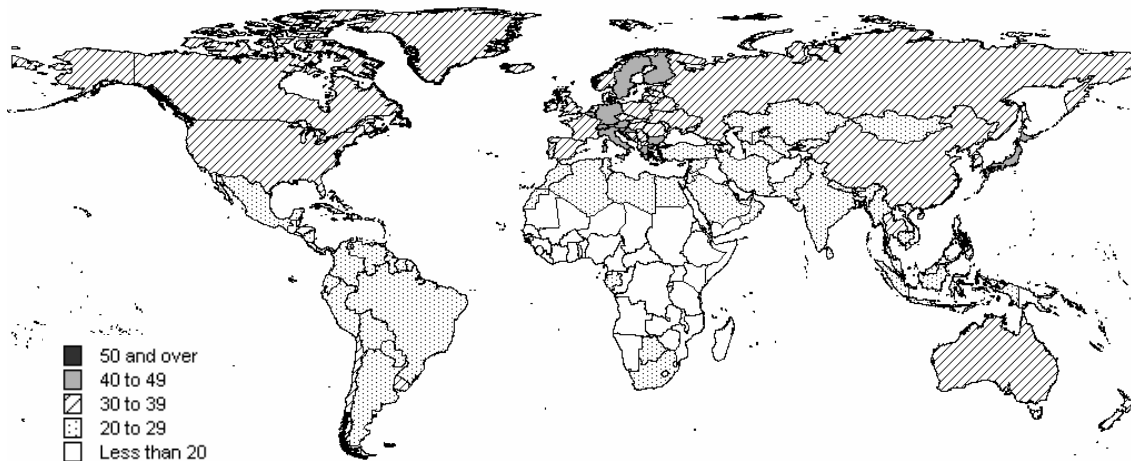 50 and over
40 to 49
30 to 39
20 to 29
Less than 20